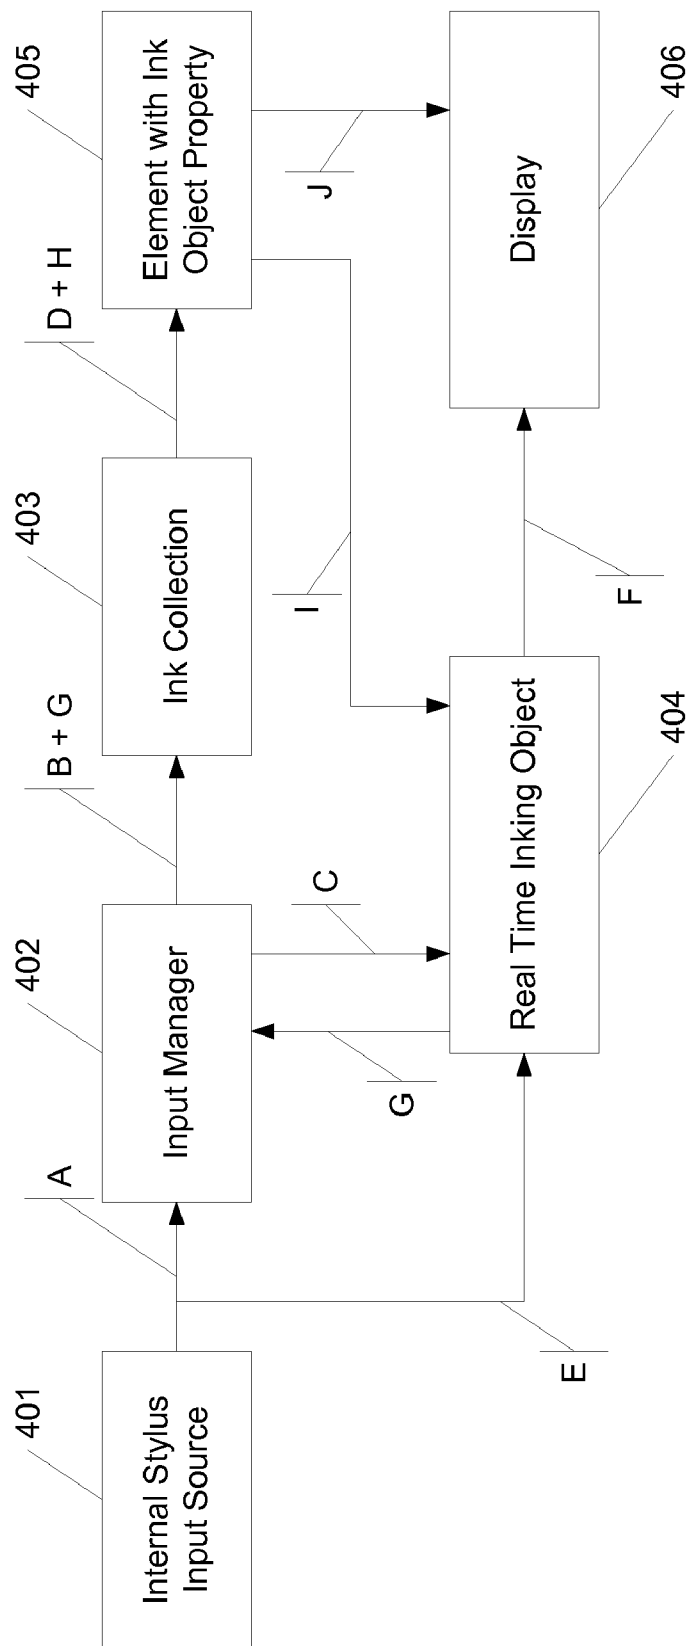 401
Internal Stylus
Input Source
A
402
Input Manager
B + G
403
Ink Collection
D + H
405
Element with Ink
Object Property
E
G
C
I
J
Real Time Inking Object
404
F
Display
406